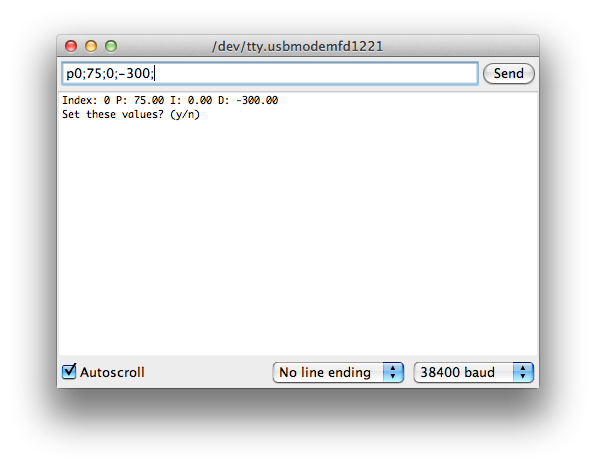 /dev/tty.usbmodemfd1221
p0;75;0;-300;
Send
Index: 0 P: 75.00 I: 0.00 D: -300.00
Set these values? (y/n)
Autoscroll
No line ending
38400 baud